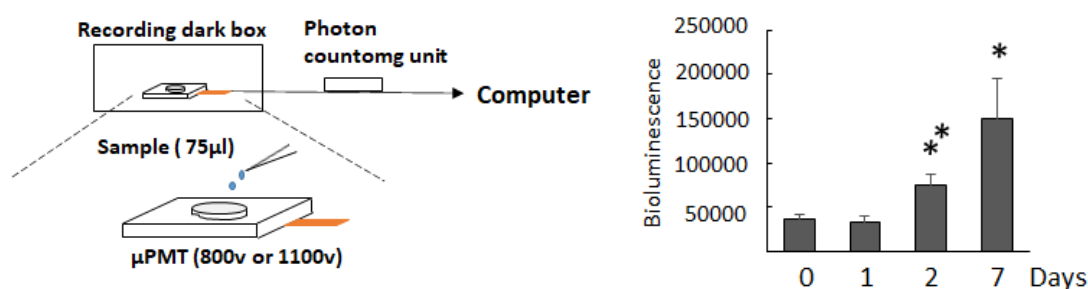 Recording dark box
Photon
countomg unit
Computer
Sample ( 75µl)
µPMT (800v or 1100v)
Bioluminescence
250000
200000
150000
100000
50000
*
**
0 1 2 7 Days